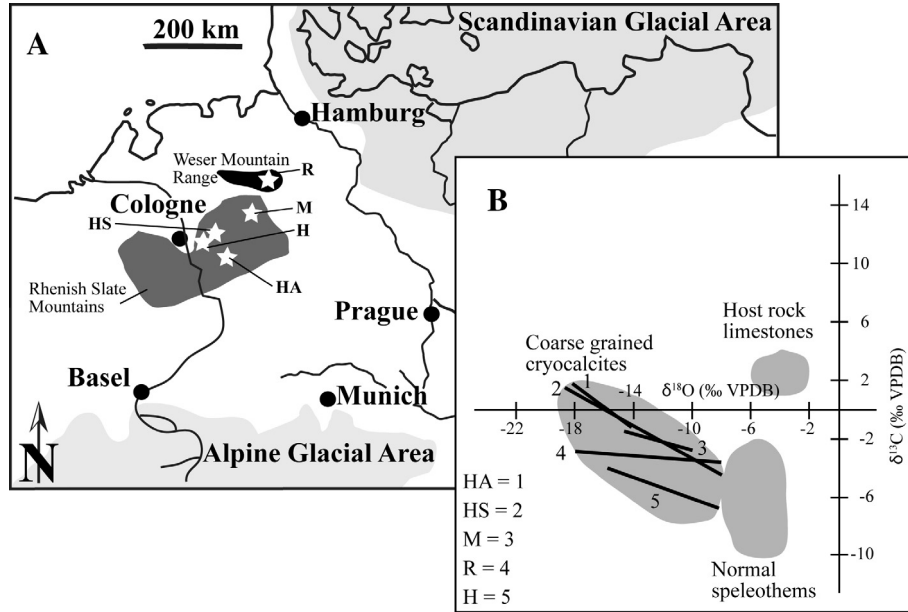 A
200 km
Scandinavian Glacial Area
Hamburg
Weser Mountain
Range
R
Cologne
M
HS
H
HA
Rhenish Slate
Mountains
Prague
Basel
Munich
N
Alpine Glacial Area
B
14
10
6
2
-2
-6
-10
δ¹³C (‰ VPDB)
Host rock
limestones
Coarse grained
cryocalcites
δ¹⁸O (‰ VPDB)
-22
-18
-14
-10
-6
-2
1
2
3
4
5
HA = 1
HS = 2
M = 3
R = 4
H = 5
Normal
speleothems